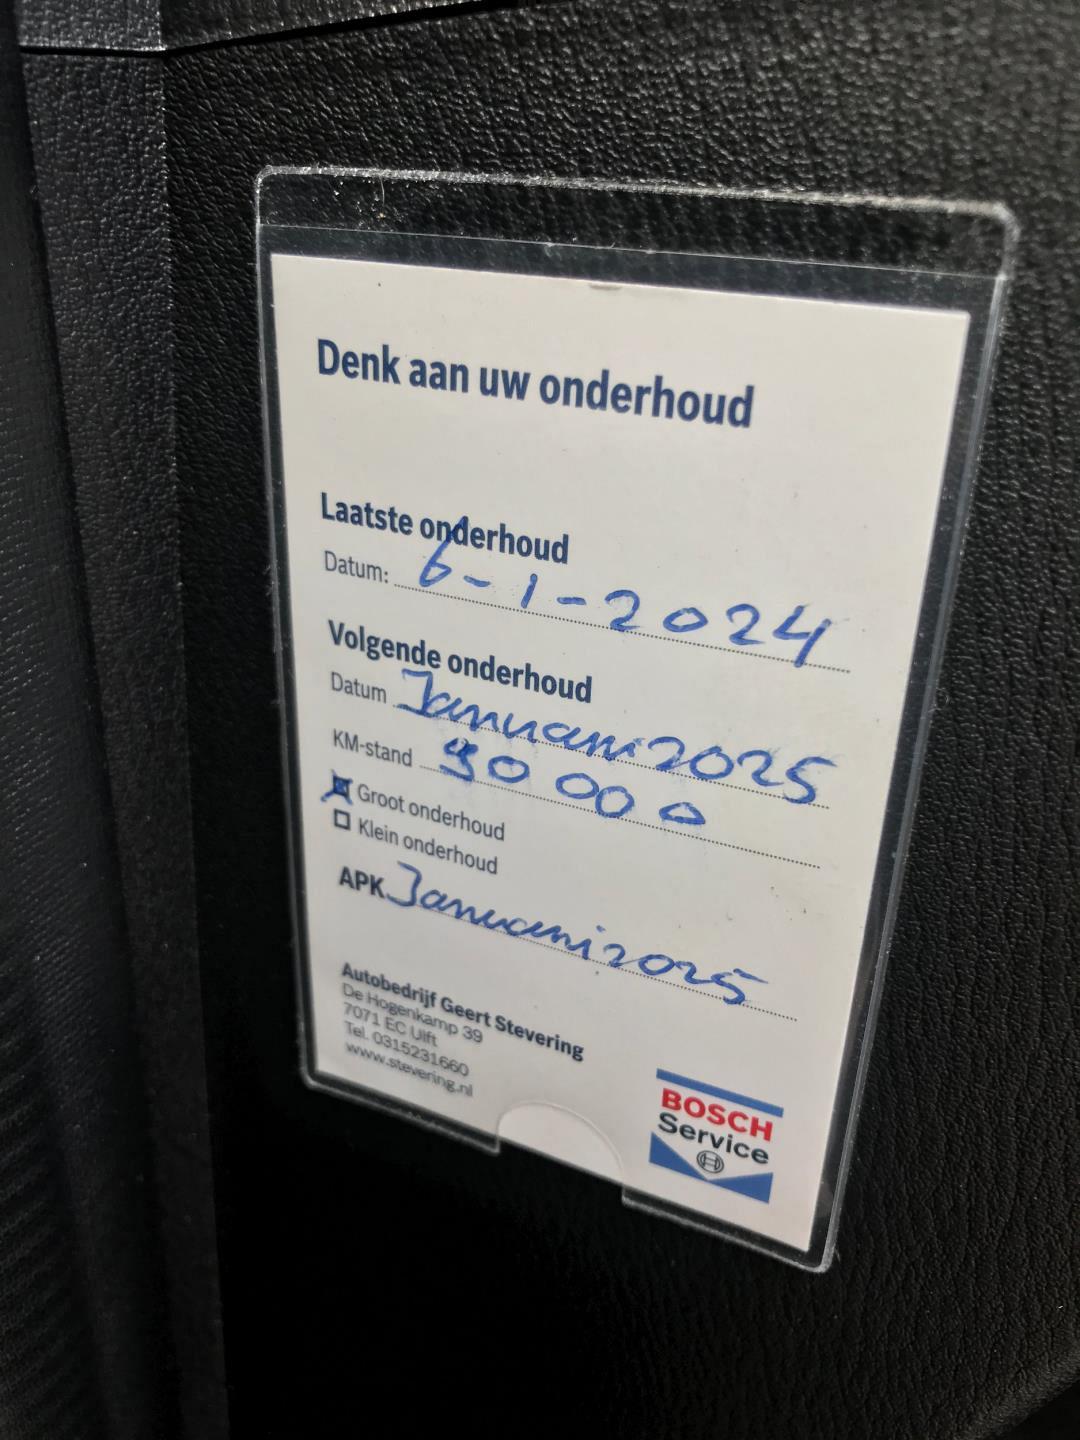 Denk aan uw onderhoud
Laatste onderhoud
Datum: 6-1-2024
Volgende onderhoud
Datum Januari 2025
KM-stand 90 000
Groot onderhoud
Klein onderhoud
APK Januari 2025
Autobedrijf Geert Stevering
De Hogenkamp 39
7071 EC Ulft
Tel. 0315231660
www.stevering.nl
BOSCH
Service